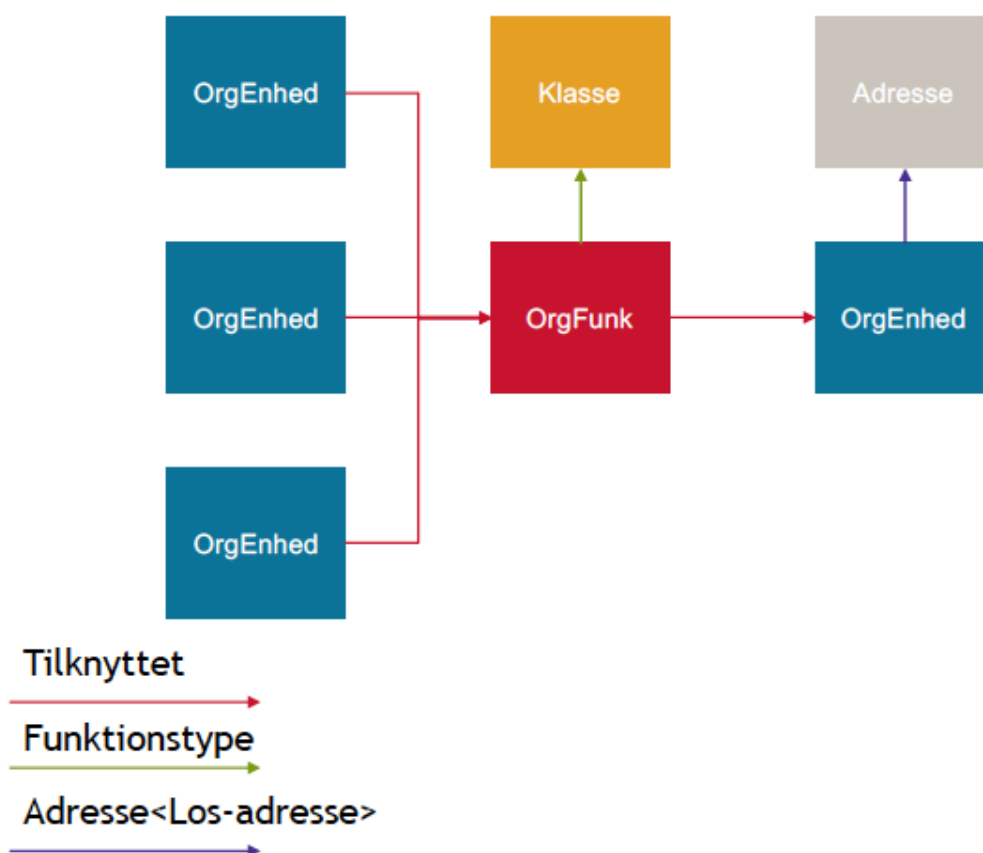 OrgEnhed
Klasse
Adresse
OrgEnhed
OrgFunk
OrgEnhed
OrgEnhed
Tilknyttet
Funktionstype
Adresse<Los-adresse>